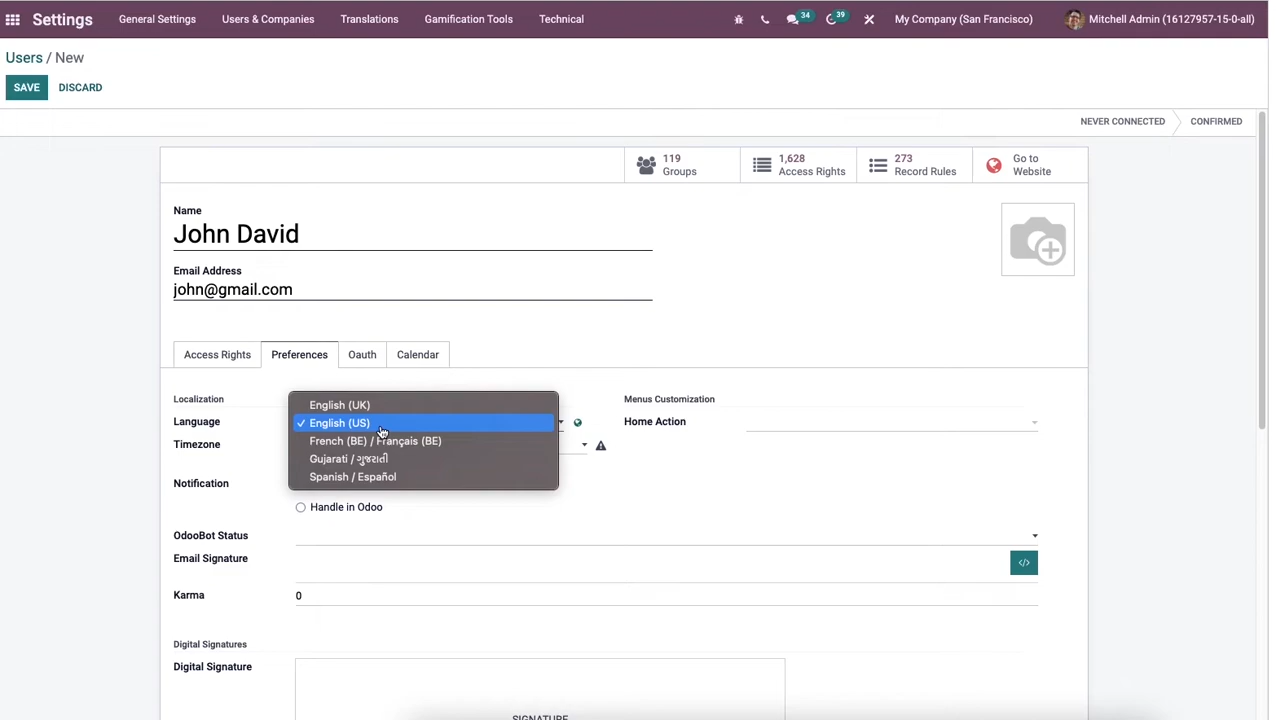 Settings General Settings Users & Companies Translations Gamification Tools Technical 34 39 My Company (San Francisco) Mitchell Admin (16127957-15-0-all)
Users / New
SAVE DISCARD
NEVER CONNECTED CONFIRMED
119 Groups
1,628 Access Rights
273 Record Rules
Go to Website
Name
John David
Email Address
john@gmail.com
Access Rights Preferences Oauth Calendar
Localization Menus Customization
English (UK)
Language ✓ English (US) Home Action
French (BE) / Français (BE)
Timezone
Gujarati / ગુજરાતી
Spanish / Español
Notification
Handle in Odoo
OdooBot Status
Email Signature </>
Karma 0
Digital Signatures
Digital Signature
SIGNATURE